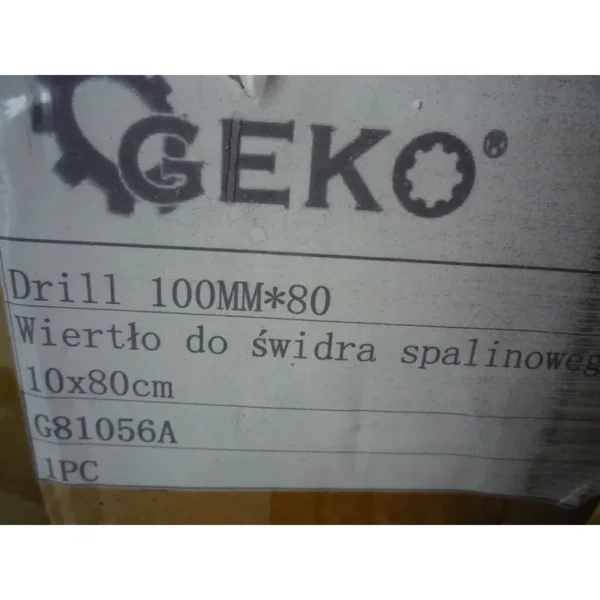 GEKO®
Drill 100MM*80
Wiertło do świdra spalinoweg
10x80cm
G81056A
1PC